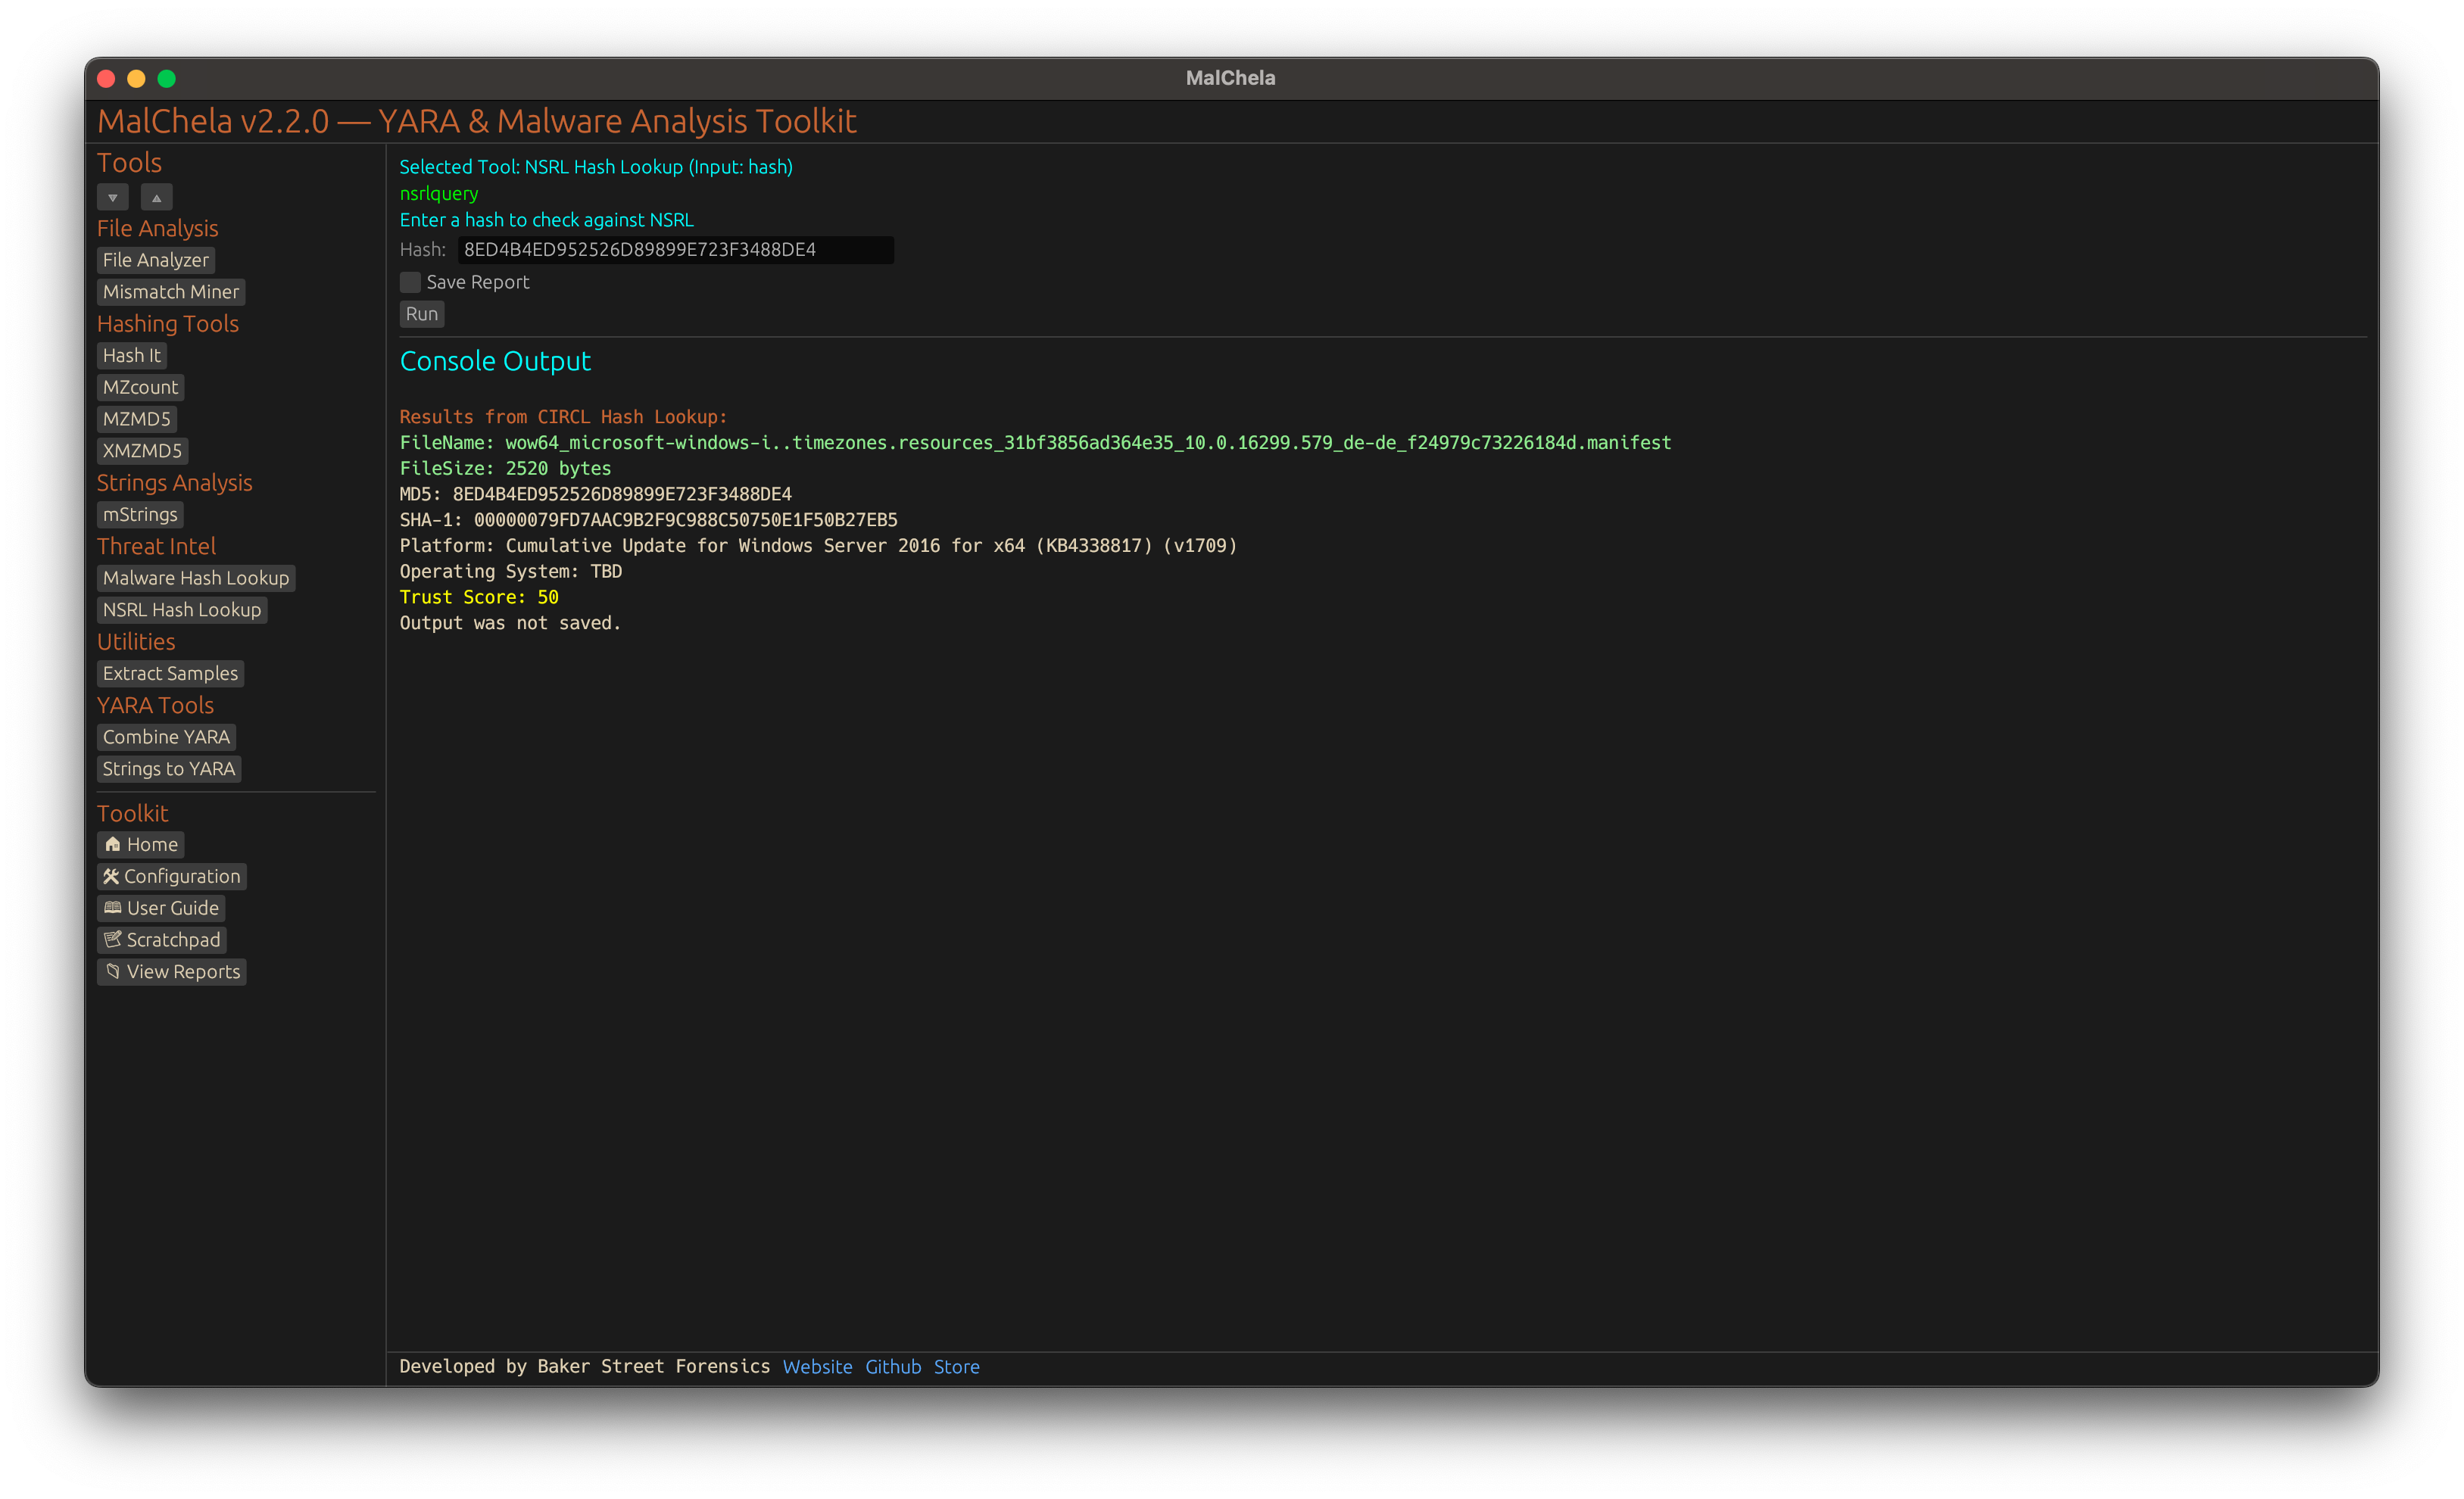 MalChela
MalChela v2.2.0 — YARA & Malware Analysis Toolkit
Tools
File Analysis
File Analyzer
Mismatch Miner
Hashing Tools
Hash It
MZcount
MZMD5
XMZMD5
Strings Analysis
mStrings
Threat Intel
Malware Hash Lookup
NSRL Hash Lookup
Utilities
Extract Samples
YARA Tools
Combine YARA
Strings to YARA
Toolkit
Home
Configuration
User Guide
Scratchpad
View Reports
Selected Tool: NSRL Hash Lookup (Input: hash)
nsrlquery
Enter a hash to check against NSRL
Hash: 8ED4B4ED952526D89899E723F3488DE4
Save Report
Run
Console Output
Results from CIRCL Hash Lookup:
FileName: wow64_microsoft-windows-i..timezones.resources_31bf3856ad364e35_10.0.16299.579_de-de_f24979c73226184d.manifest
FileSize: 2520 bytes
MD5: 8ED4B4ED952526D89899E723F3488DE4
SHA-1: 00000079FD7AAC9B2F9C988C50750E1F50B27EB5
Platform: Cumulative Update for Windows Server 2016 for x64 (KB4338817) (v1709)
Operating System: TBD
Trust Score: 50
Output was not saved.
Developed by Baker Street Forensics Website Github Store